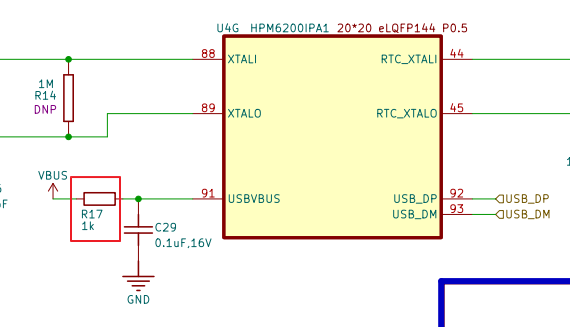 U4G HPM6200IPA1 20*20 eLQFP144 P0.5
88 XTALI RTC_XTALI 44
1M
R14
DNP
89 XTALO RTC_XTALO 45
VBUS
91 USBVBUS USB_DP 92 USB_DP
USB_DM 93 USB_DM
R17
1k
C29
0.1uF,16V
GND